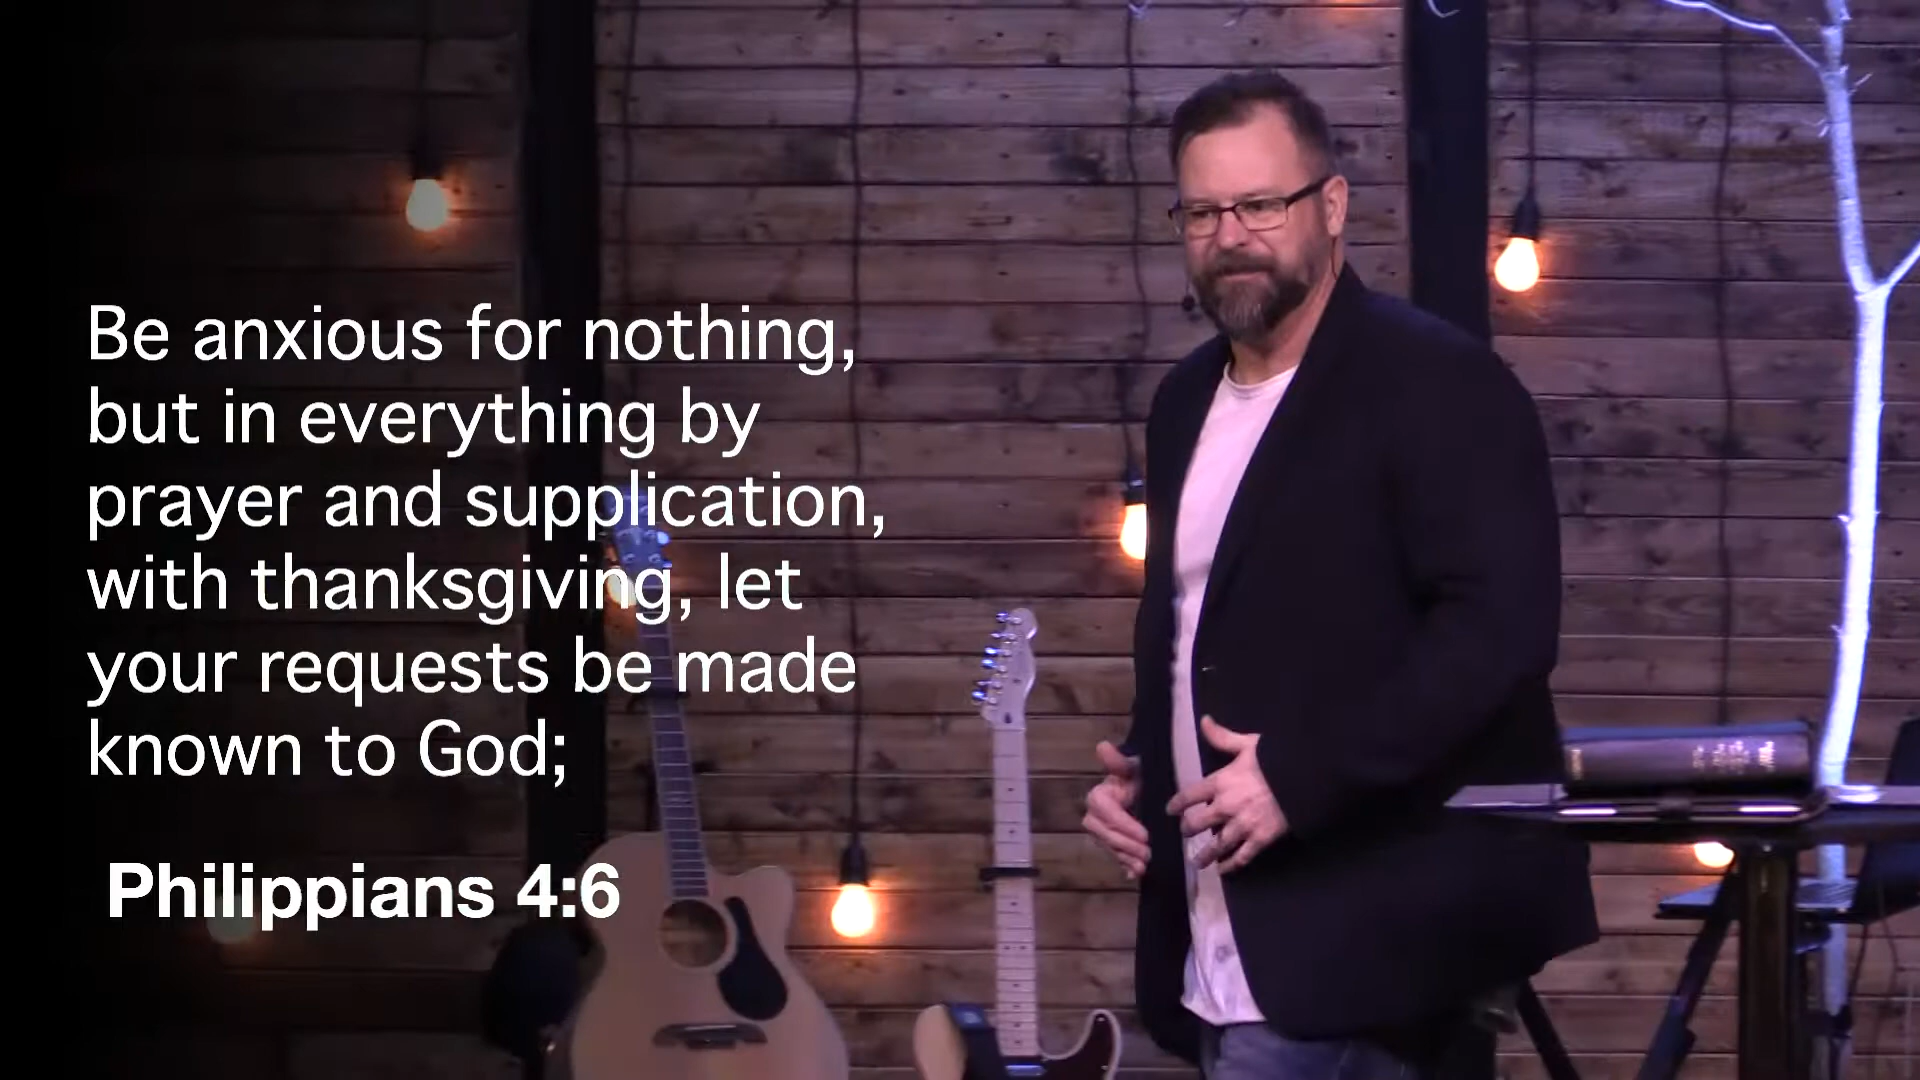 Be anxious for nothing,
but in everything by
prayer and supplication,
with thanksgiving, let
your requests be made
known to God;
Philippians 4:6